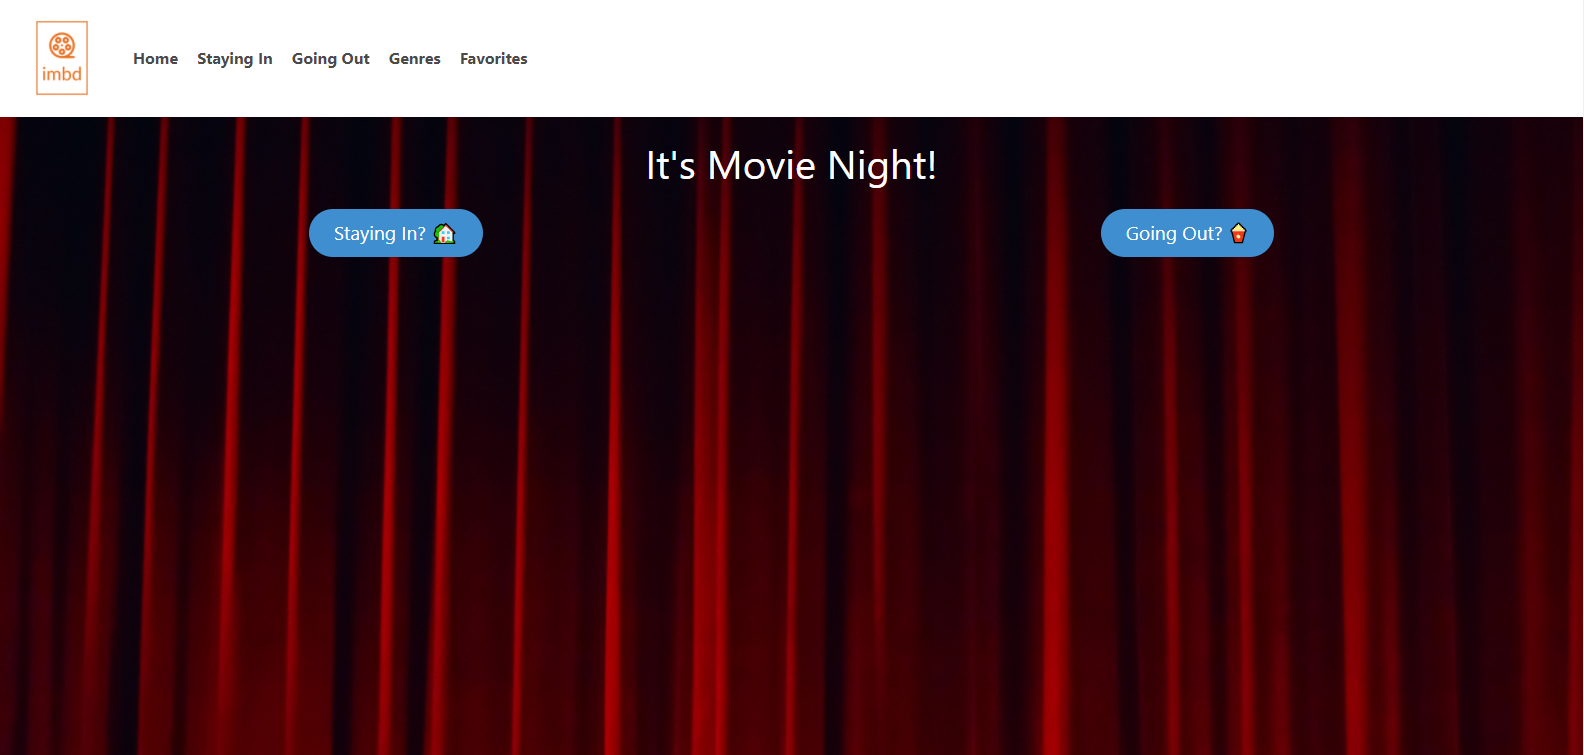 imbd
Home Staying In Going Out Genres Favorites
It's Movie Night!
Staying In? 🏡
Going Out? 🍿